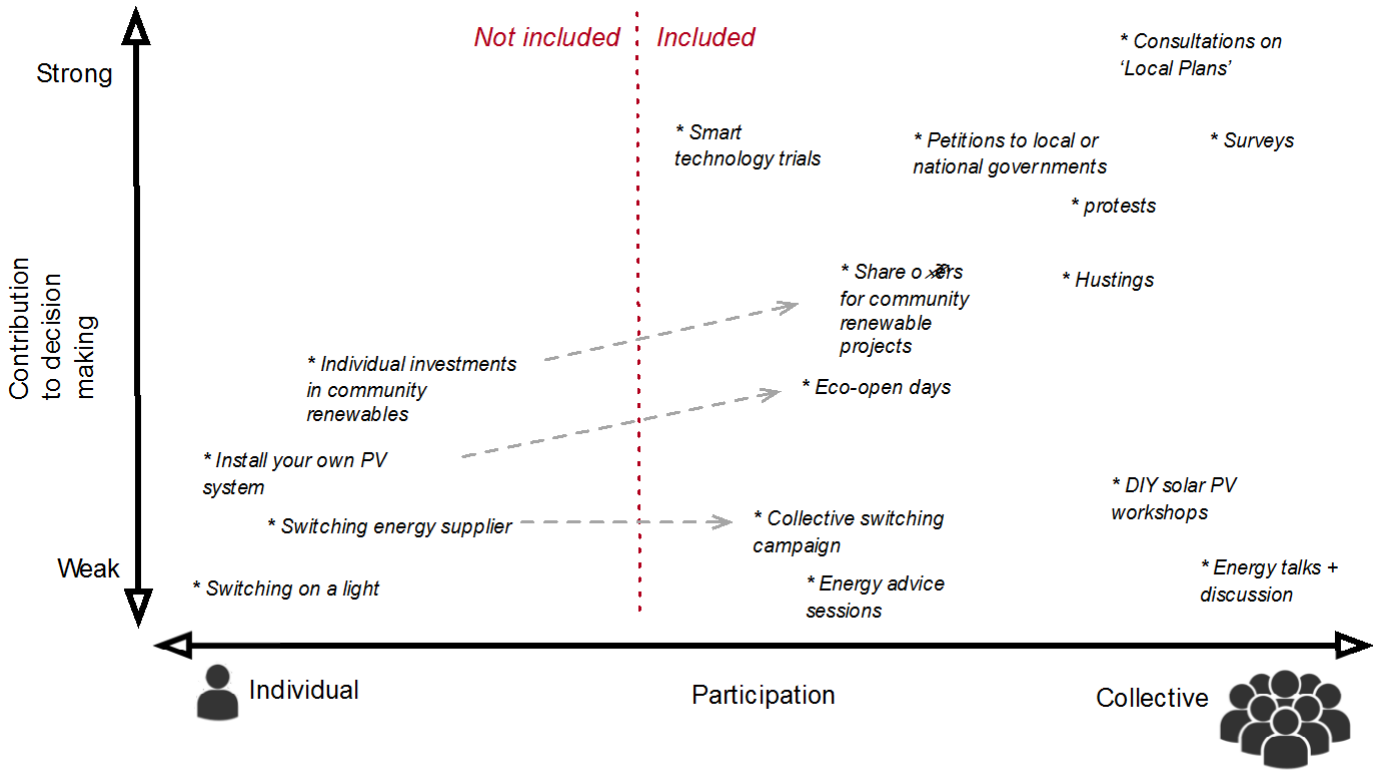 Not included
Included
* Consultations on
‘Local Plans’
Strong
* Smart
technology trials
* Petitions to local or
national governments
* Surveys
* protests
* Share
for community
renewable
projects
* Hustings
Contribution
to decision
making
* Individual investments
in community
renewables
* Eco-open days
* Install your own PV
system
* DIY solar PV
workshops
* Switching energy supplier
* Collective switching
campaign
Weak
* Switching on a light
* Energy advice
sessions
* Energy talks +
discussion
Individual
Participation
Collective